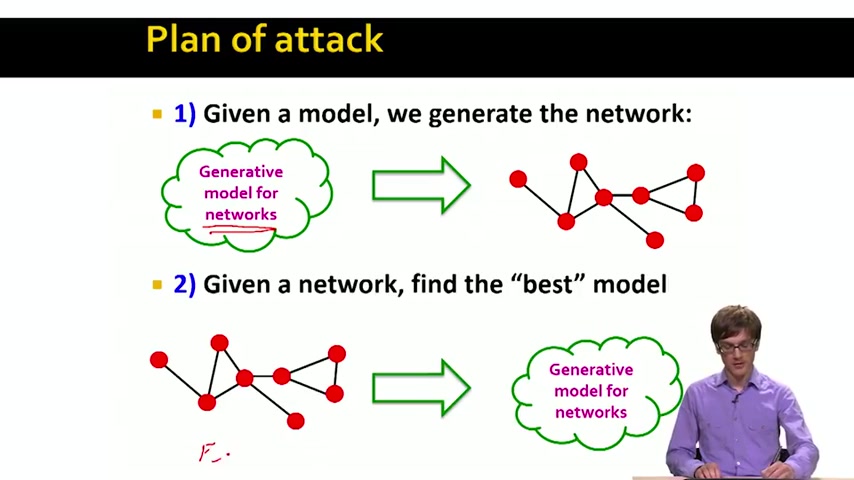 Plan of attack
1) Given a model, we generate the network:
Generative
model for
networks
2) Given a network, find the “best” model
Generative
model for
networks